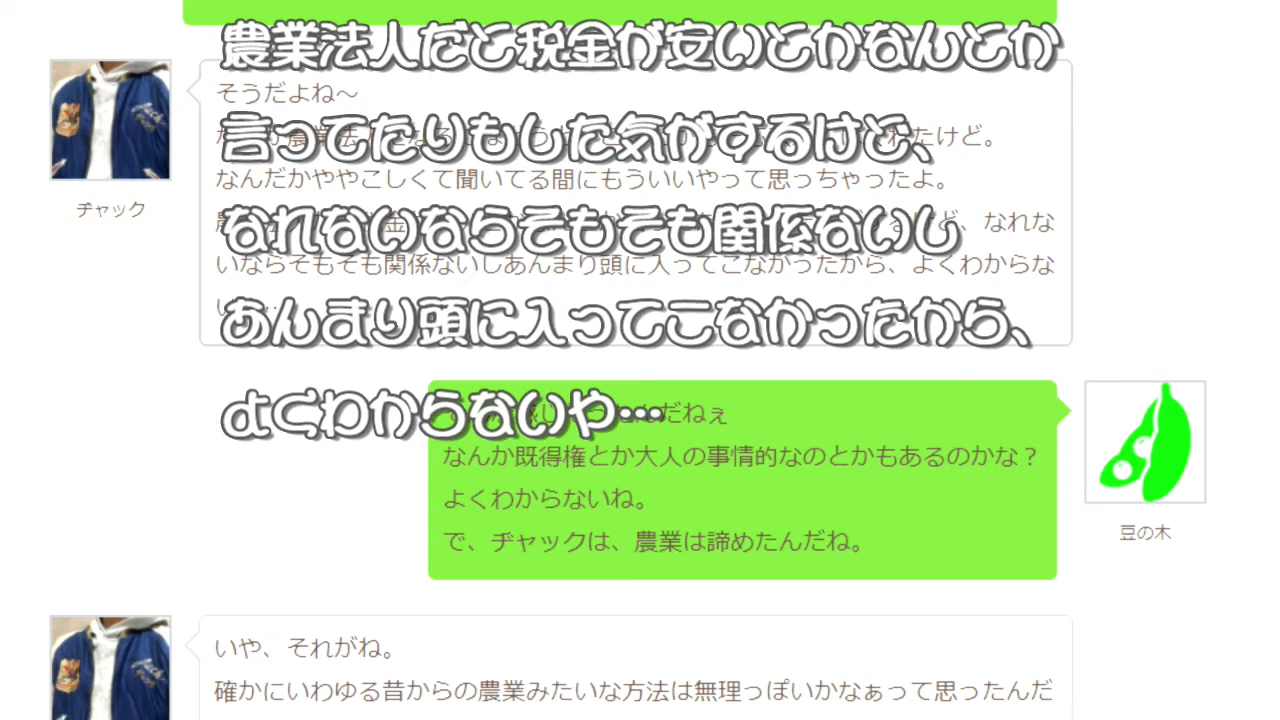 農業法人だと税金が安いとかなんとか
言ってたりもした気がするけど、
なれないならそもそも関係ないし
あんまり頭に入ってこなかったから、
よくわからないや…
そうだよね~
たけど。
なんだかややこしくて聞いてる間にもういいやって思っちゃったよ。
ど、なれな
いならそもそも関係ないしあんまり頭に入ってこなかったから、よくわからな
ヂャック
だねぇ
なんか既得権とか大人の事情的なのとかもあるのかな?
よくわからないね。
で、ヂャックは、農業は諦めたんだね。
豆の木
いや、それがね。
確かにいわゆる昔からの農業みたいな方法は無理っぽいかなぁって思ったんだ